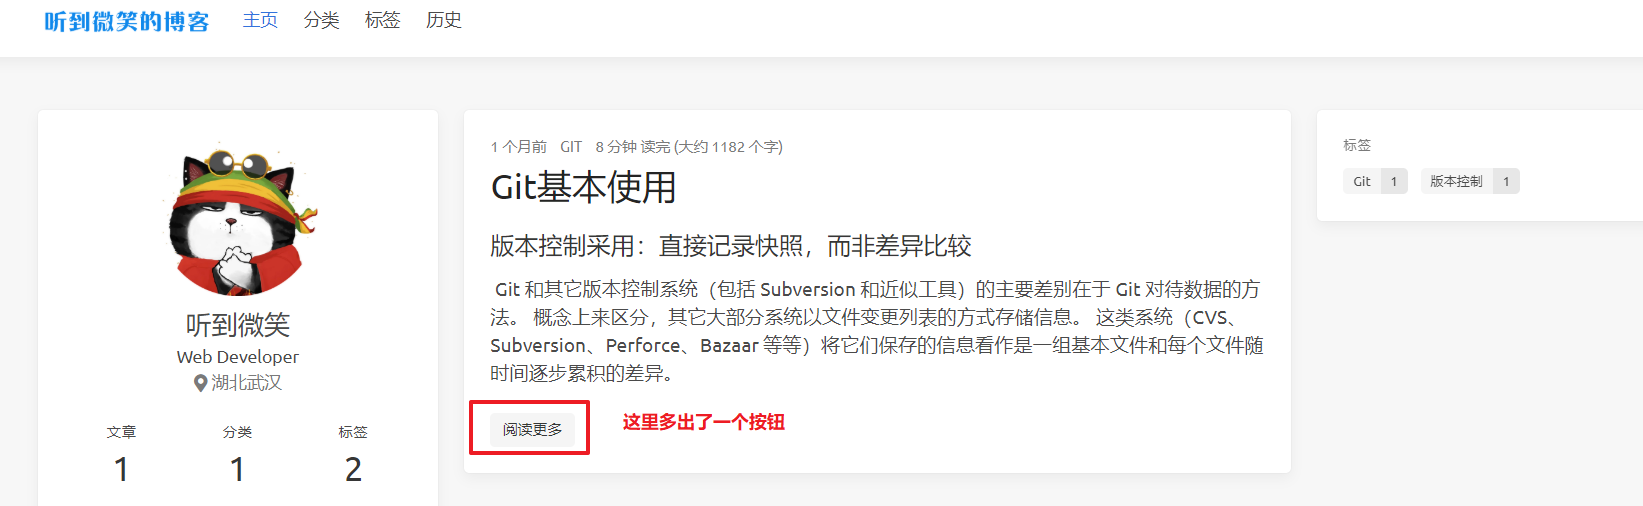 听到微笑的博客 主页 分类 标签 历史
听到微笑
Web Developer
湖北武汉
文章 分类 标签
1 1 2
1 个月前 GIT 8 分钟 读完 (大约 1182 个字)
Git基本使用
版本控制采用：直接记录快照，而非差异比较
Git 和其它版本控制系统（包括 Subversion 和近似工具）的主要差别在于 Git 对待数据的方
法。 概念上来区分，其它大部分系统以文件变更列表的方式存储信息。 这类系统（CVS、
Subversion、Perforce、Bazaar 等等）将它们保存的信息看作是一组基本文件和每个文件随
时间逐步累积的差异。
阅读更多 这里多出了一个按钮
标签
Git 1 版本控制 1